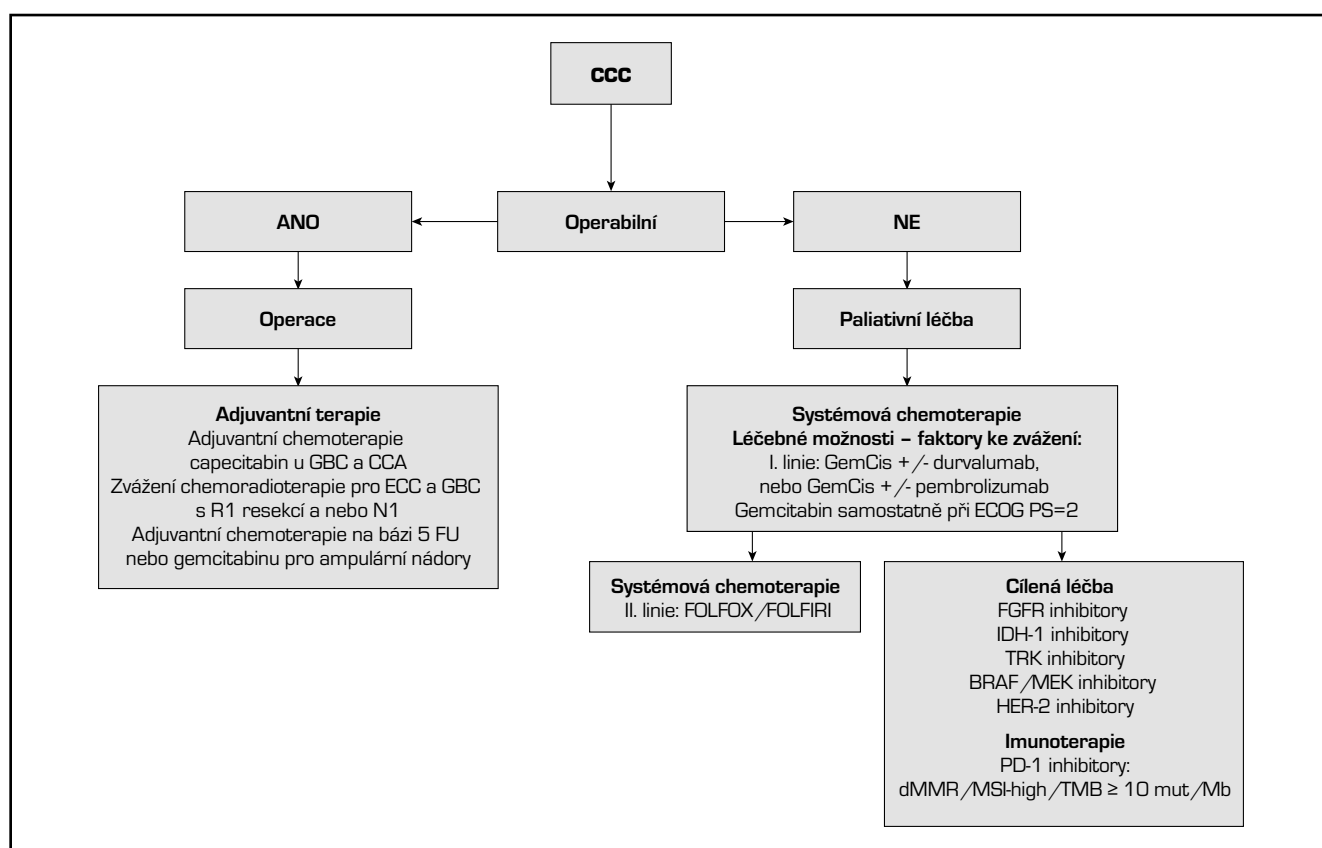 CCC
ANO
Operabilní
NE
Operace
Paliativní léčba
Adjuvantní terapie
Adjuvantní chemoterapie
capecitabin u GBC a CCA
Zvážení chemoradioterapie pro ECC a GBC
s R1 resekcí a nebo N1
Adjuvantní chemoterapie na bázi 5 FU
nebo gemcitabinu pro ampulární nádory
Systémová chemoterapie
Léčebné možnosti – faktory ke zvážení:
I. linie: GemCis +/- durvalumab,
nebo GemCis +/- pembrolizumab
Gemcitabin samostatně při ECOG PS=2
Systémová chemoterapie
II. linie: FOLFOX/FOLFIRI
Cílená léčba
FGFR inhibitory
IDH-1 inhibitory
TRK inhibitory
BRAF/MEK inhibitory
HER-2 inhibitory
Imunoterapie
PD-1 inhibitory:
dMMR/MSI-high/TMB ≥ 10 mut/Mb